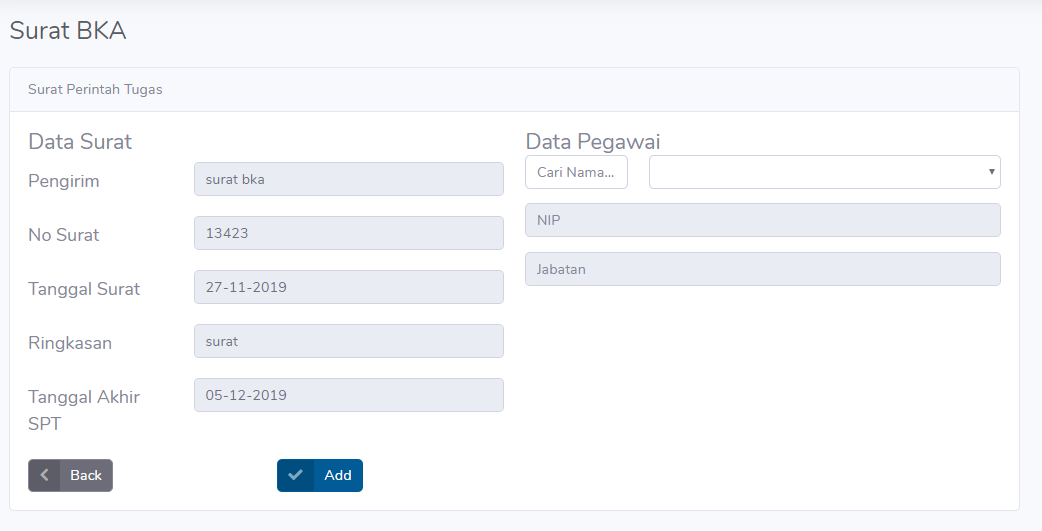 Surat BKA
Surat Perintah Tugas
Data Surat
Pengirim
surat bka
No Surat
13423
Tanggal Surat
27-11-2019
Ringkasan
surat
Tanggal Akhir
SPT
05-12-2019
Back
Add
Data Pegawai
Cari Nama...
NIP
Jabatan